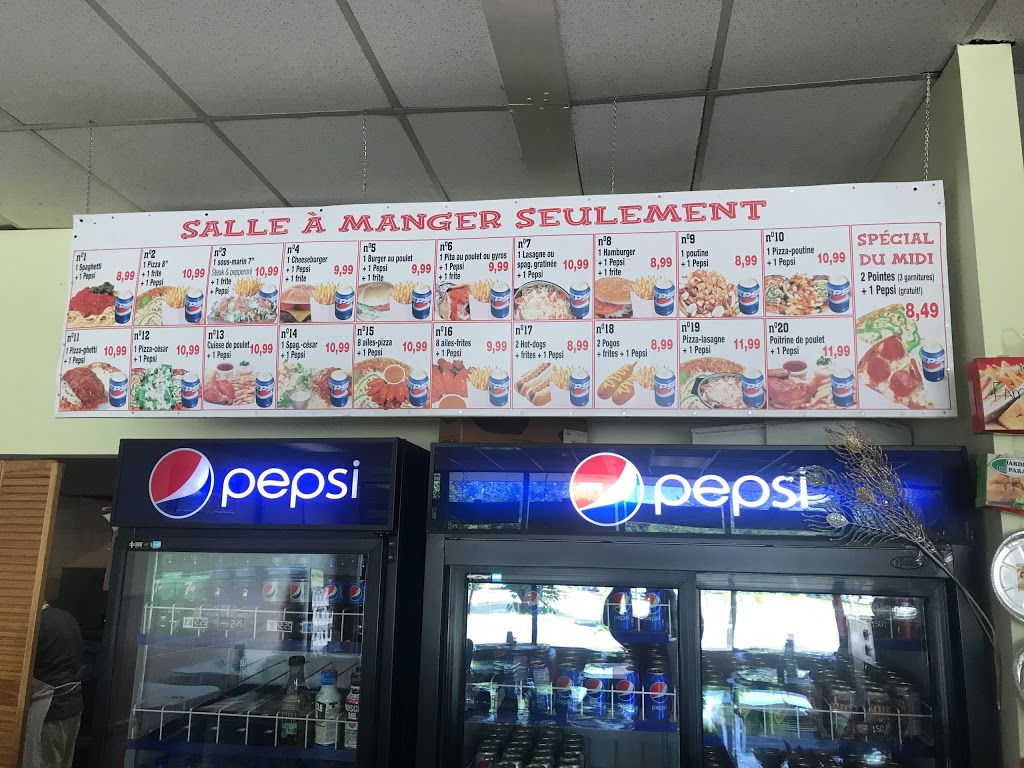 SALLE À MANGER SEULEMENT
nº1
1 Spaghetti
+ 1 Pepsi
8,99
nº2
1 Pizza 8"
+ 1 frite
+ 1 Pepsi
10,99
nº3
1 sous-marin 7"
Steak & pepperoni
+ 1 frite
+ 1 Pepsi
10,99
nº4
1 Cheeseburger
+ 1 Pepsi
+ 1 frite
9,99
nº5
1 Burger au poulet
+ 1 Pepsi
+ 1 frite
9,99
nº6
1 Pita au poulet ou gyros
+ 1 Pepsi
+ 1 frite
9,99
nº7
1 Lasagne ou
spag. gratinée
+ 1 Pepsi
10,99
nº8
1 Hamburger
+ 1 Pepsi
+ 1 frite
8,99
nº9
1 poutine
+ 1 Pepsi
8,99
nº10
1 Pizza-poutine
+ 1 Pepsi
10,99
SPÉCIAL
DU MIDI
2 Pointes (3 garnitures)
+ 1 Pepsi (gratuit!)
8,49
nº11
1 Pizza-ghetti
+ 1 Pepsi
10,99
nº12
1 Pizza-césar
+ 1 Pepsi
10,99
nº13
Cuisse de poulet
+ 1 Pepsi
10,99
nº14
1 Spag.-césar
+ 1 Pepsi
10,99
nº15
8 ailes-pizza
+ 1 Pepsi
10,99
nº16
8 ailes-frites
+ 1 Pepsi
9,99
nº17
2 Hot-dogs
+ frites + 1 Pepsi
8,99
nº18
2 Pogos
+ frites + 1 Pepsi
8,99
nº19
Pizza-lasagne
+ 1 Pepsi
11,99
nº20
Poitrine de poulet
+ 1 Pepsi
11,99
pepsi
pepsi